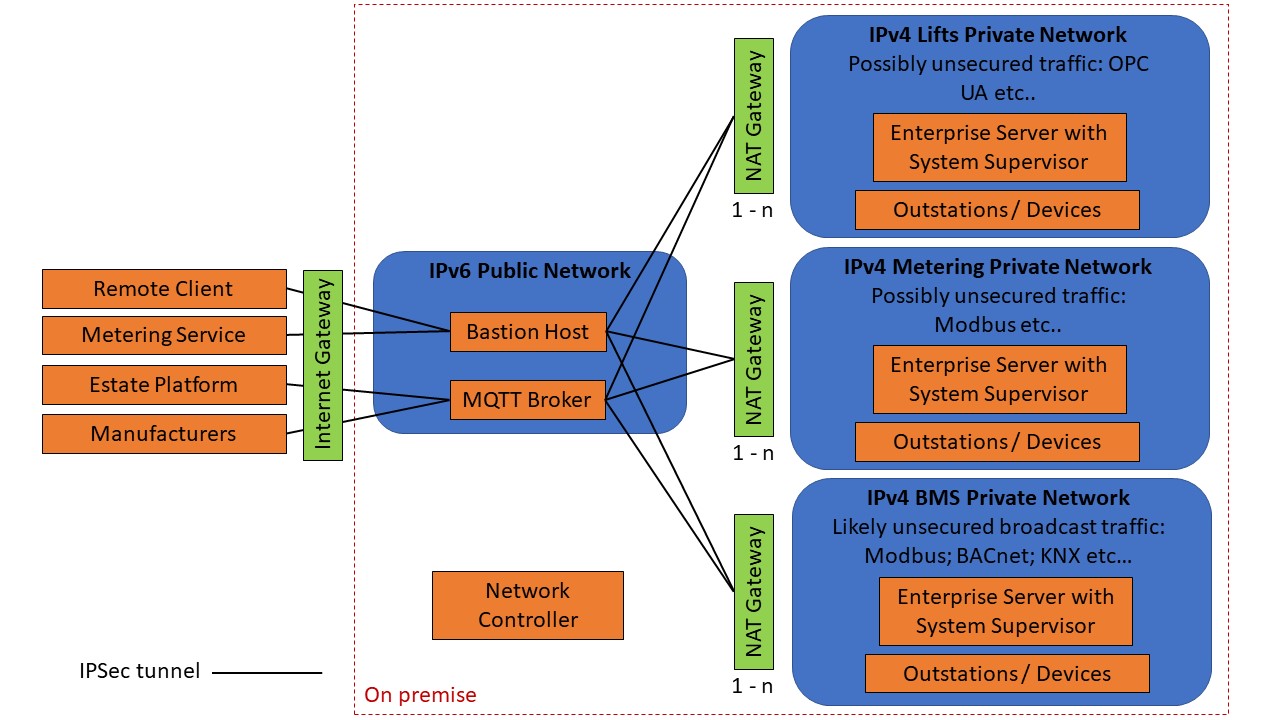 Remote Client
Metering Service
Estate Platform
Manufacturers
Internet Gateway
IPv6 Public Network
Bastion Host
MQTT Broker
Network
Controller
IPSec tunnel
On premise
NAT Gateway
1 - n
IPv4 Lifts Private Network
Possibly unsecured traffic: OPC
UA etc..
Enterprise Server with
System Supervisor
Outstations / Devices
NAT Gateway
1 - n
IPv4 Metering Private Network
Possibly unsecured traffic:
Modbus etc..
Enterprise Server with
System Supervisor
Outstations / Devices
NAT Gateway
1 - n
IPv4 BMS Private Network
Likely unsecured broadcast traffic:
Modbus; BACnet; KNX etc...
Enterprise Server with
System Supervisor
Outstations / Devices